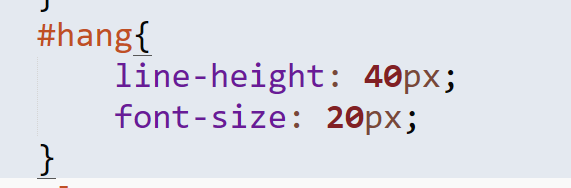 }
#hang{
    line-height: 40px;
    font-size: 20px;
}